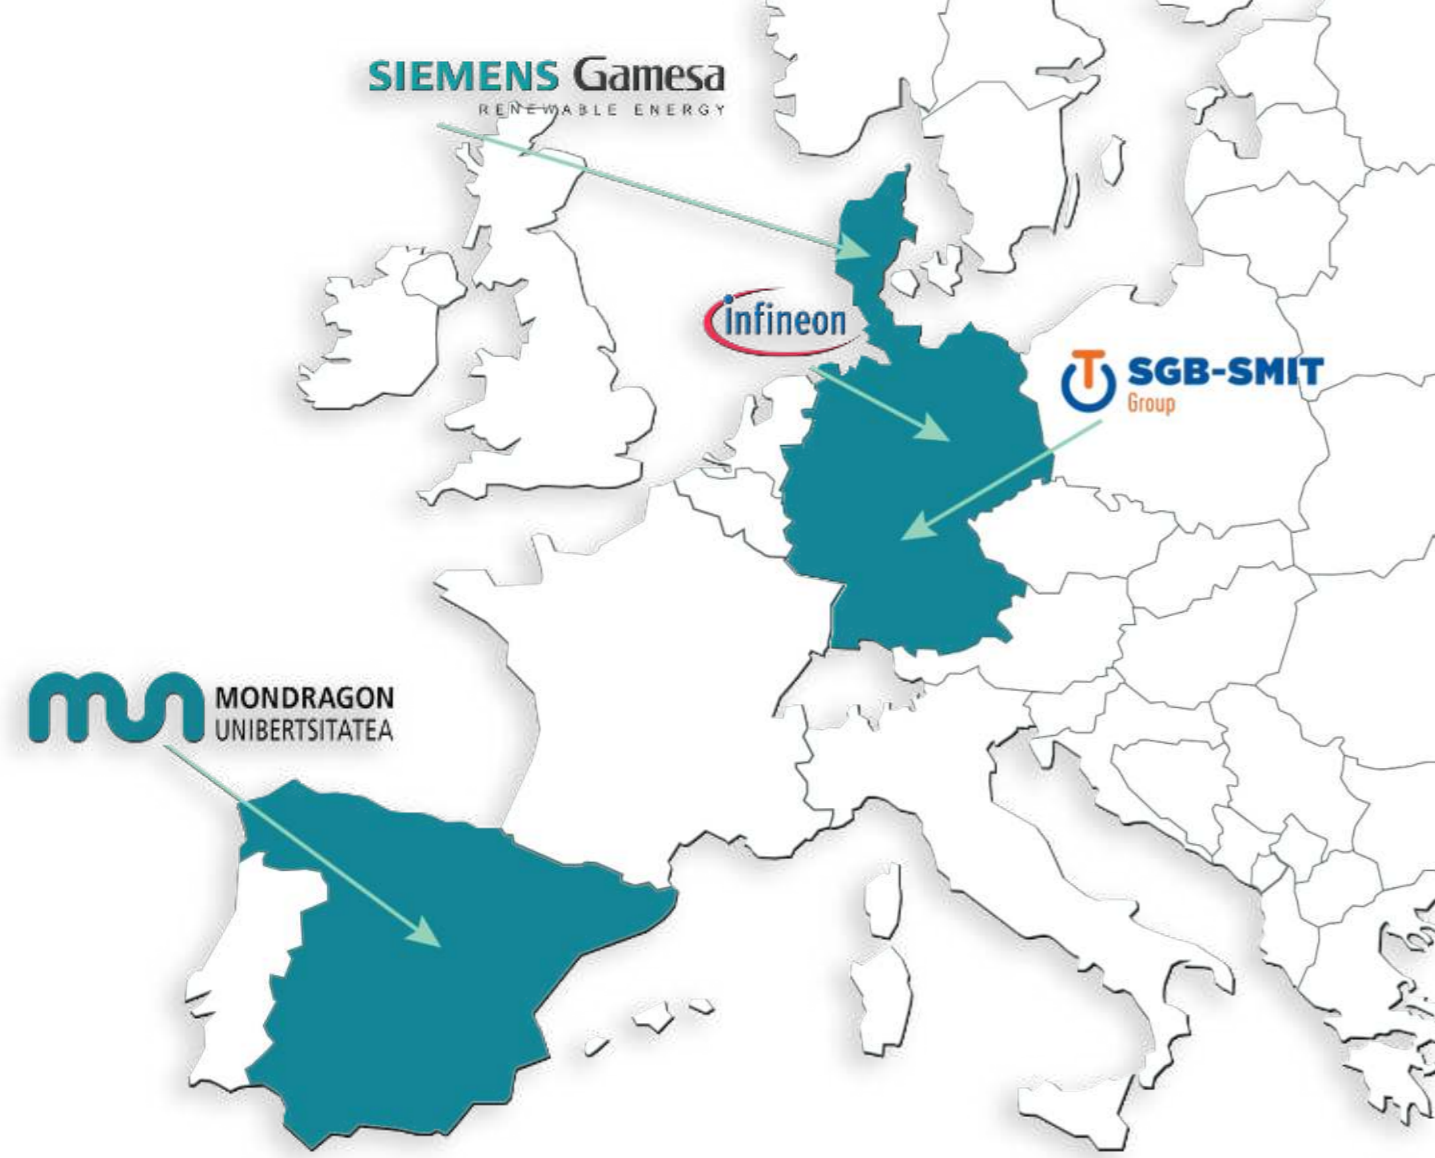 SIEMENS Gamesa
RENEWABLE ENERGY
infineon
SGB-SMIT
Group
MONDRAGON
UNIBERTSITATEA